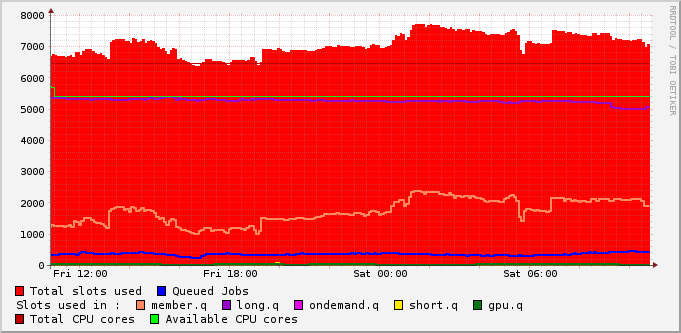 8000
7000
6000
5000
4000
3000
2000
1000
0
Fri 12:00 Fri 18:00 Sat 00:00 Sat 06:00
RRDTOOL / TOBI OETIKER
Total slots used Queued Jobs
Slots used in : member.q long.q ondemand.q short.q gpu.q
Total CPU cores Available CPU cores